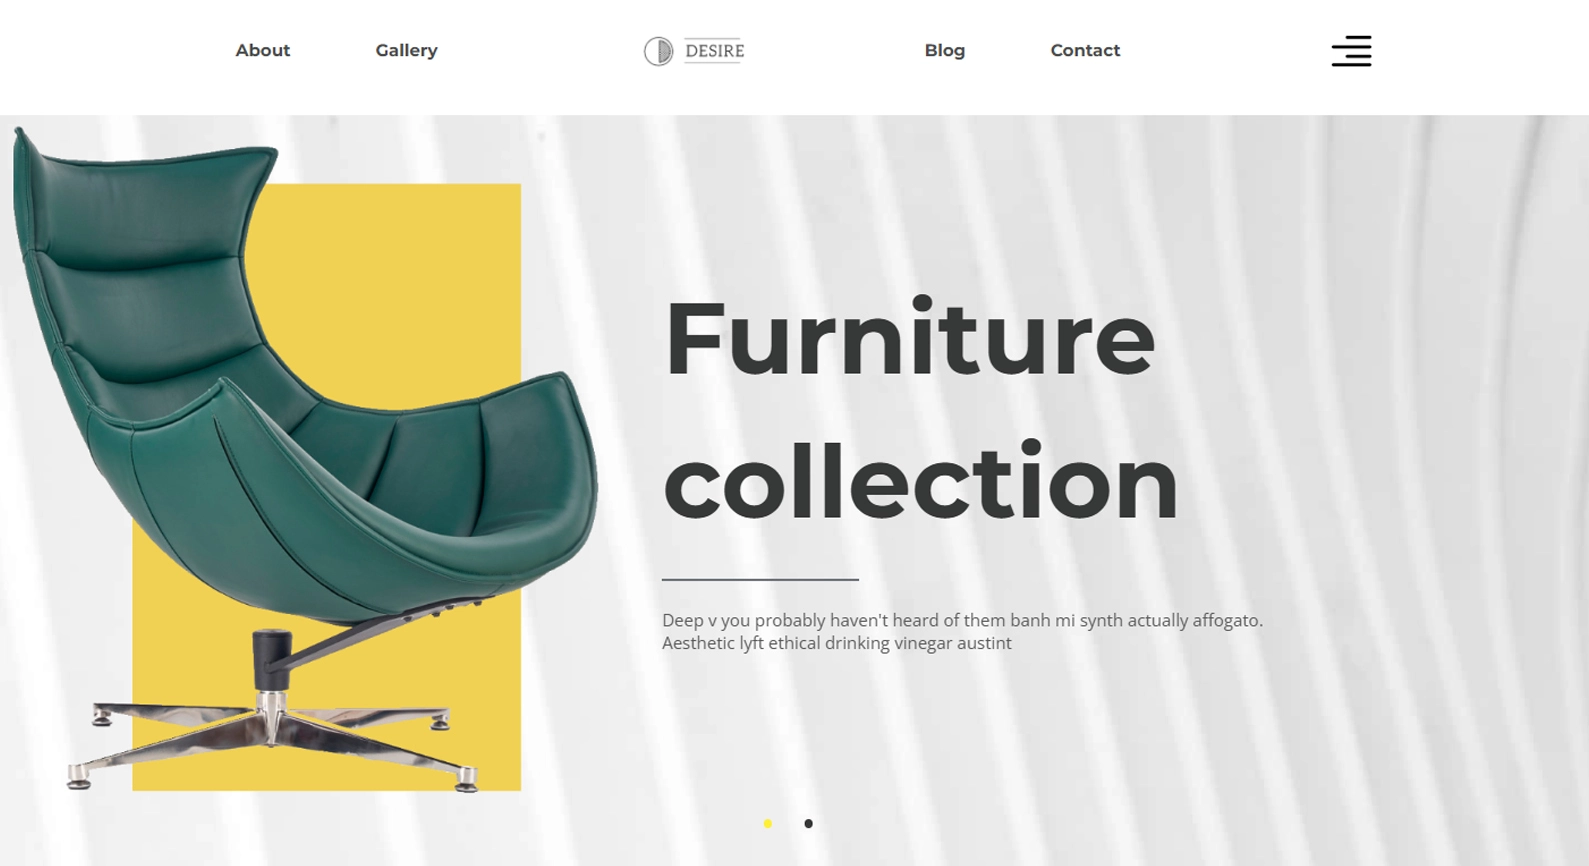 About Gallery DESIRE Blog Contact
Furniture
collection
Deep v you probably haven't heard of them banh mi synth actually affogato.
Aesthetic lyft ethical drinking vinegar austint